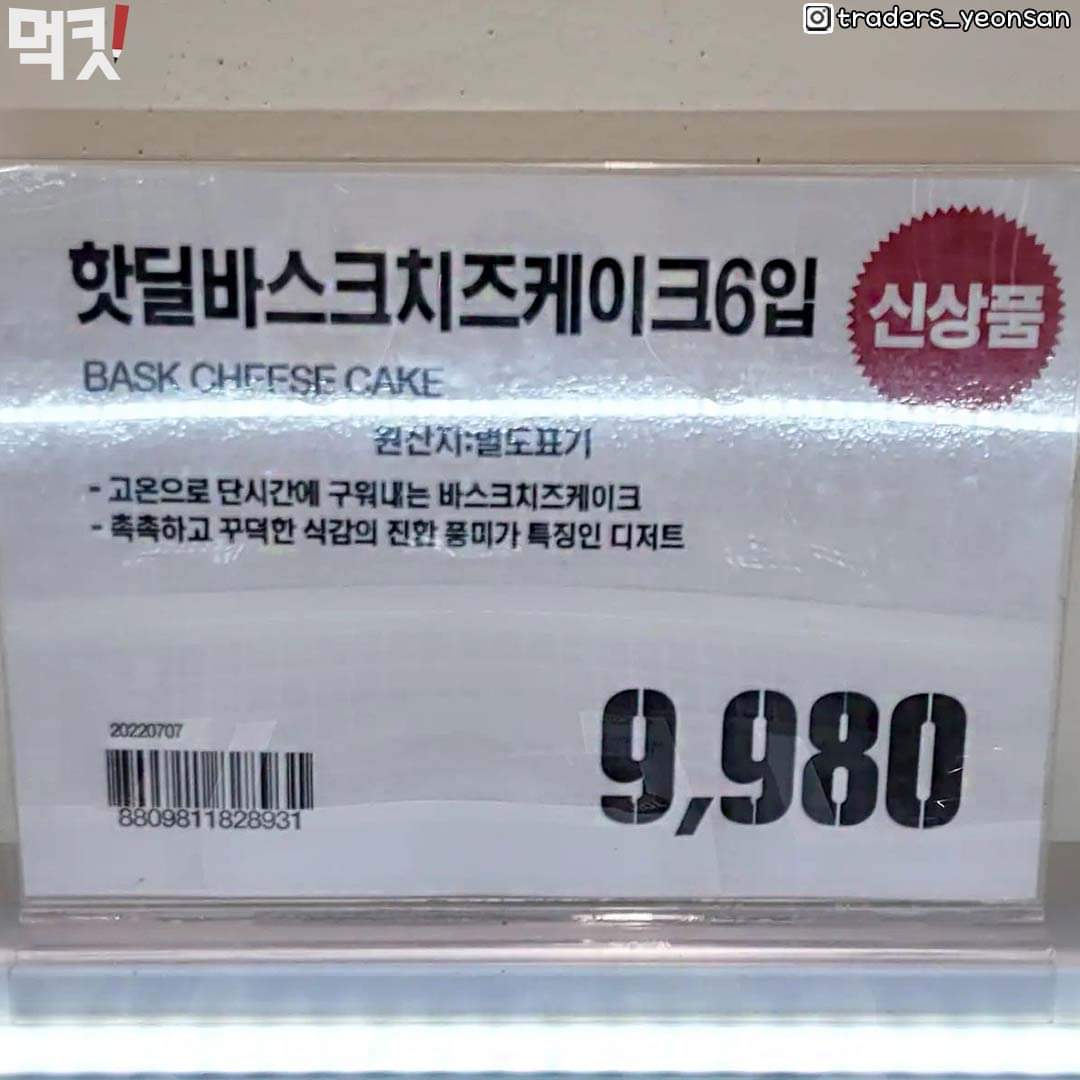 먹킷!
traders_yeonsan
핫딜바스크치즈케이크6입
신상품
BASK CHEESE CAKE
원산지:별도표기
- 고온으로 단시간에 구워내는 바스크치즈케이크
- 촉촉하고 꾸덕한 식감의 진환 풍미가 특징인 디저트
20220707
8809811828931
9,980